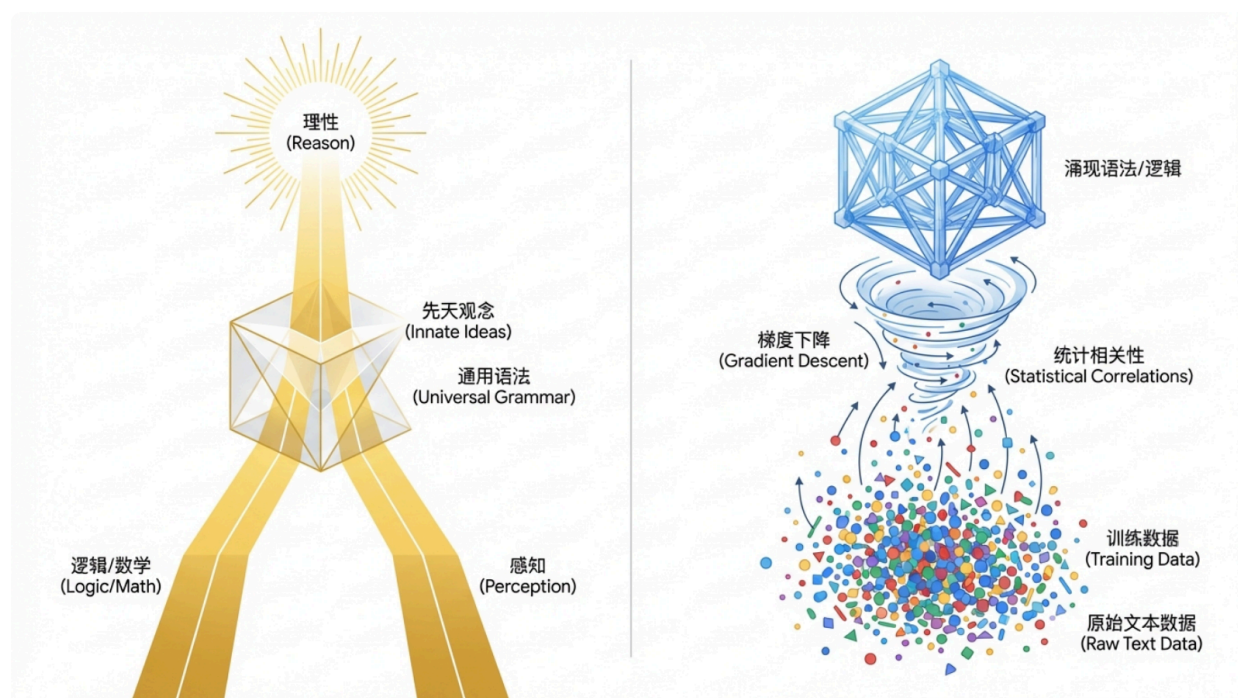 理性
(Reason)
先天观念
(Innate Ideas)
通用语法
(Universal Grammar)
逻辑/数学
(Logic/Math)
感知
(Perception)
涌现语法/逻辑
梯度下降
(Gradient Descent)
统计相关性
(Statistical Correlations)
训练数据
(Training Data)
原始文本数据
(Raw Text Data)